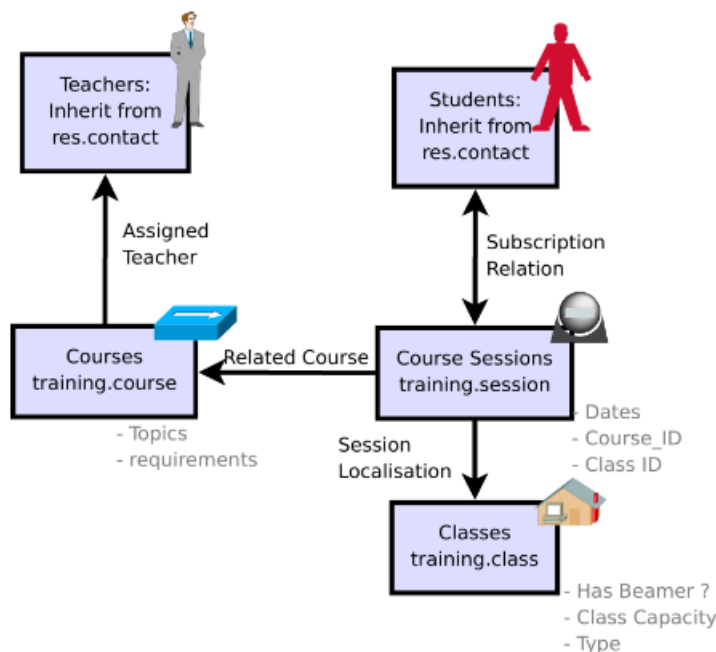 Teachers:
Inherit from
res.contact
Students:
Inherit from
res.contact
Assigned
Teacher
Subscription
Relation
Courses
training.course
Related Course
Course Sessions
training.session
- Topics
- requirements
- Dates
- Course_ID
- Class ID
Session
Localisation
Classes
training.class
- Has Beamer ?
- Class Capacity
- Type